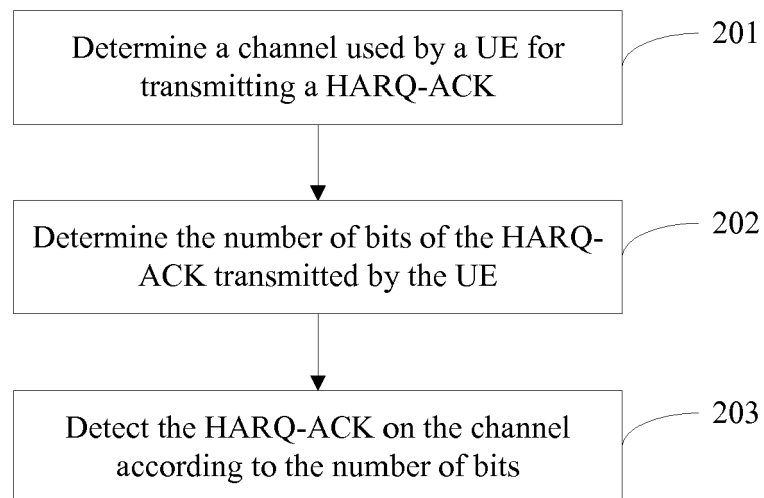 Determine a channel used by a UE for
transmitting a HARQ-ACK
201
Determine the number of bits of the HARQ-
ACK transmitted by the UE
202
Detect the HARQ-ACK on the channel
according to the number of bits
203